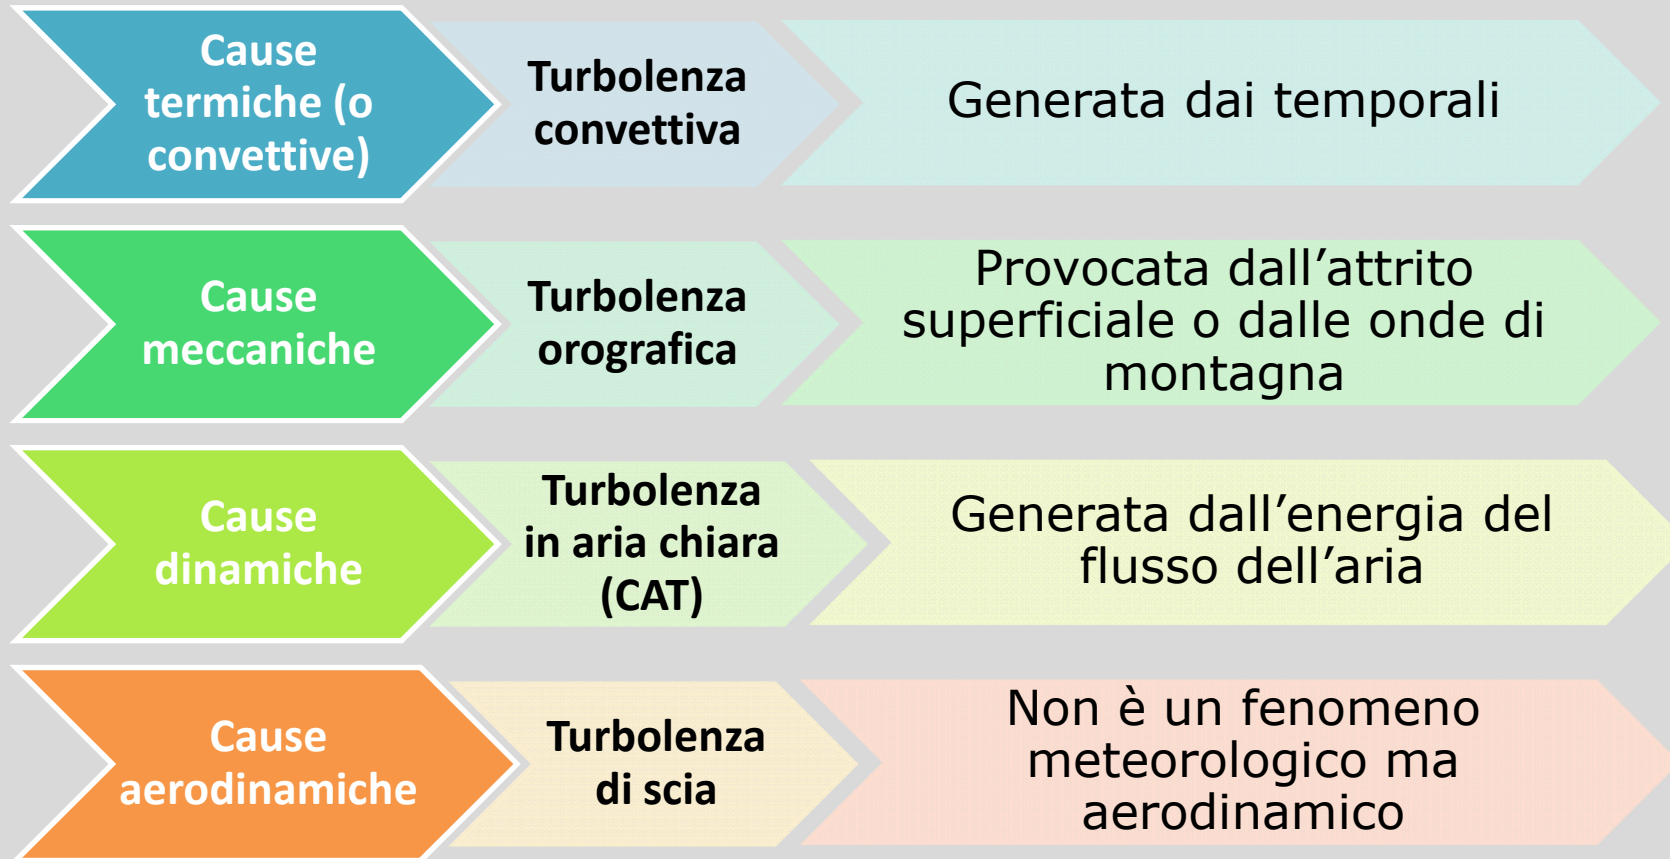 Cause
termiche (o
convettive)
Turbolenza
convettiva
Generata dai temporali
Cause
meccaniche
Turbolenza
orografica
Provocata dall’attrito
superficiale o dalle onde di
montagna
Cause
dinamiche
Turbolenza
in aria chiara
(CAT)
Generata dall’energia del
flusso dell’aria
Cause
aerodinamiche
Turbolenza
di scia
Non è un fenomeno
meteorologico ma
aerodinamico